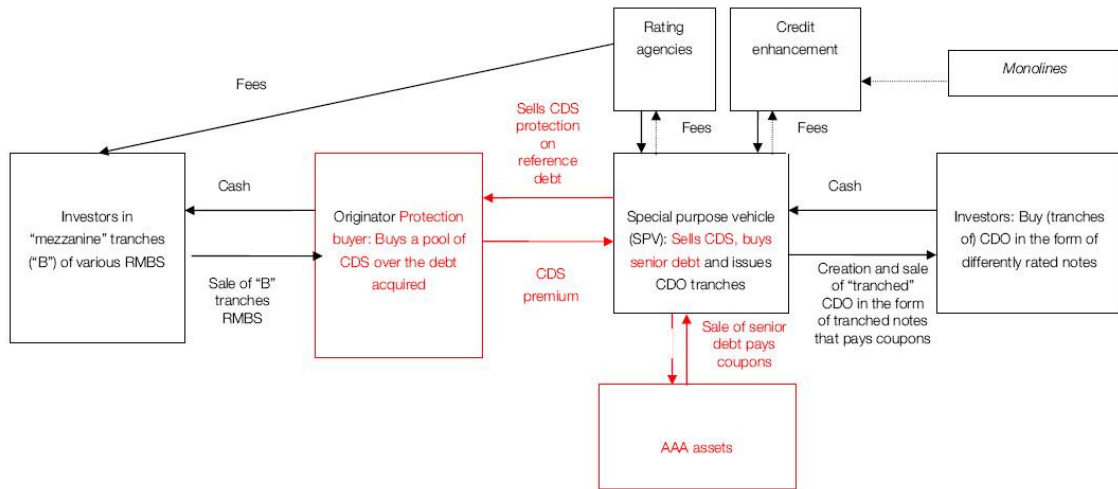 Rating
agencies
Credit
enhancement
Monolines
Fees
Sells CDS
protection
on
reference
debt
Fees
Fees
Cash
Cash
Investors in
“mezzanine” tranches
(“B”) of various RMBS
Originator Protection
buyer: Buys a pool of
CDS over the debt
acquired
Special purpose vehicle
(SPV): Sells CDS, buys
senior debt and issues
CDO tranches
Investors: Buy (tranches
of) CDO in the form of
differently rated notes
Sale of “B”
tranches
RMBS
CDS
premium
Creation and sale
of “tranched”
CDO in the form
of tranched notes
that pays coupons
Sale of senior
debt pays
coupons
AAA assets